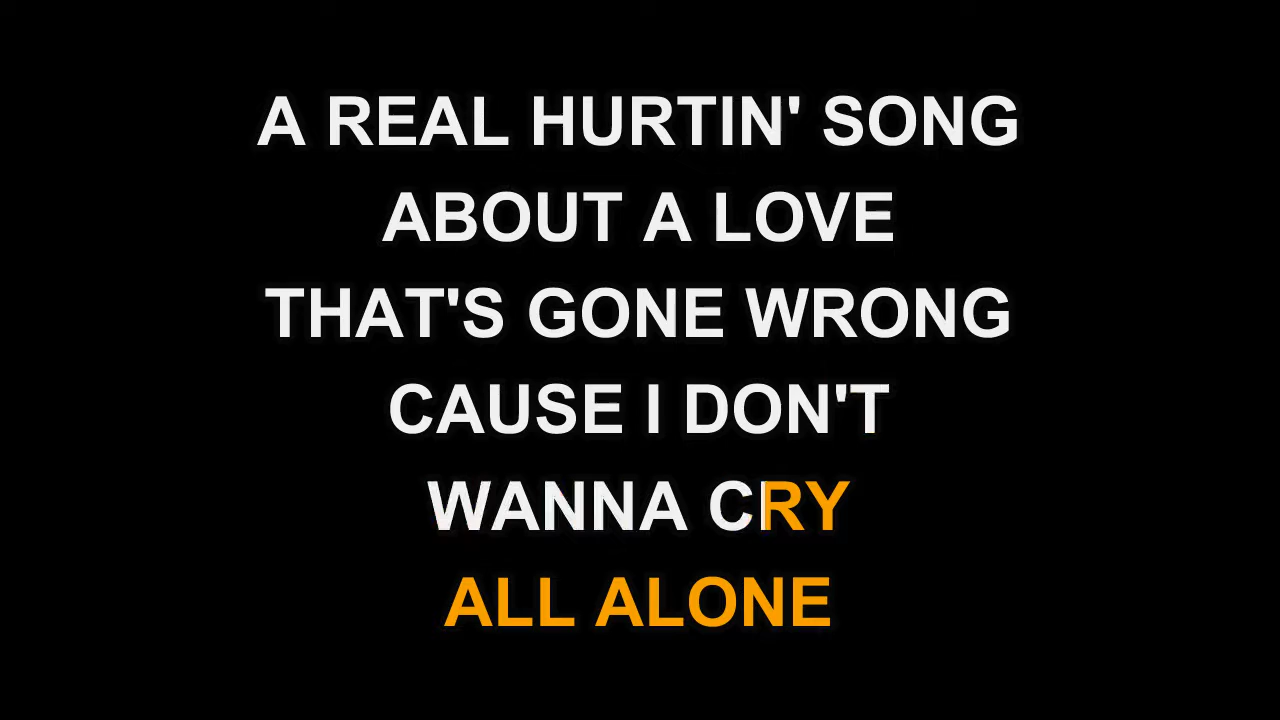 A REAL HURTIN' SONG
ABOUT A LOVE
THAT'S GONE WRONG
CAUSE I DON'T
WANNA CRY
ALL ALONE